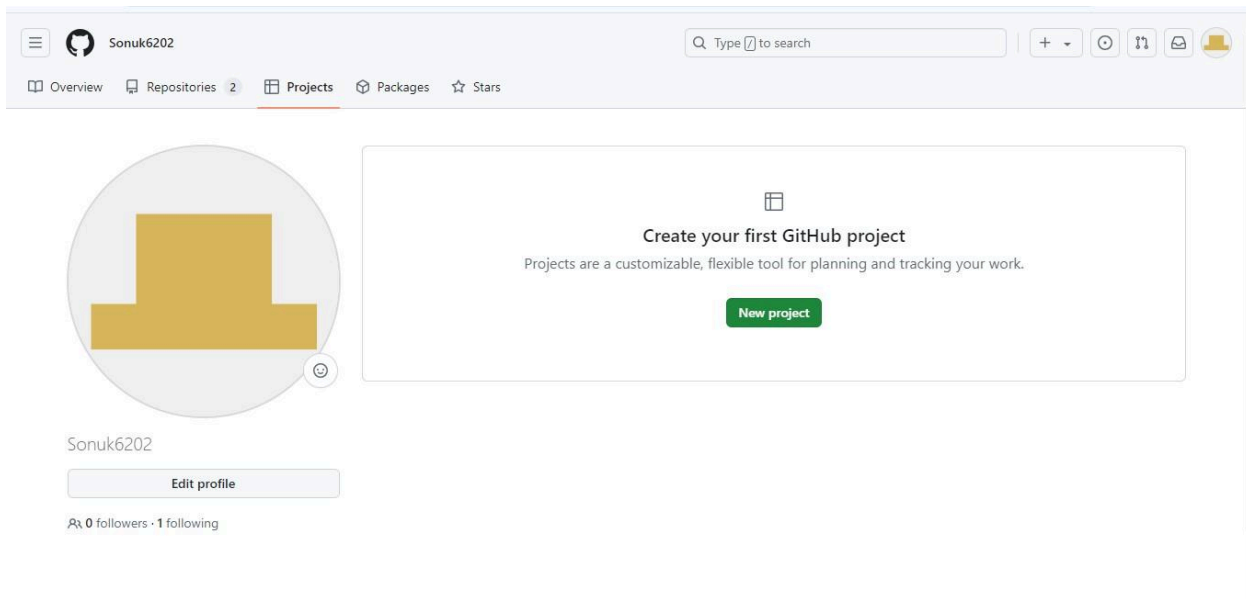 Sonuk6202
Type / to search
Overview Repositories 2 Projects Packages Stars
Create your first GitHub project
Projects are a customizable, flexible tool for planning and tracking your work.
New project
Sonuk6202
Edit profile
0 followers · 1 following